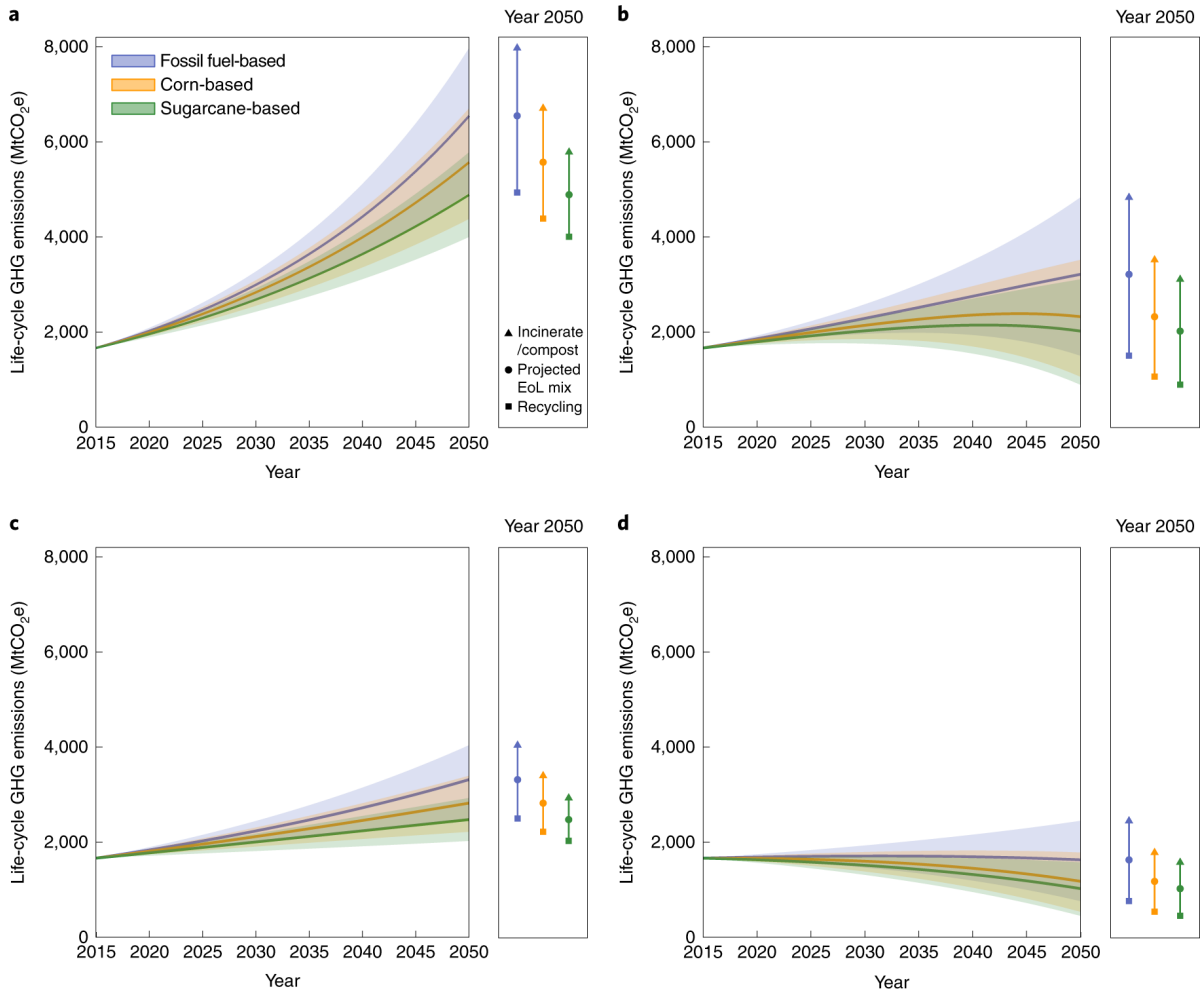 a
Year 2050
8,000
6,000
4,000
2,000
0
Life-cycle GHG emissions (MtCO2e)
Fossil fuel-based
Corn-based
Sugarcane-based
2015 2020 2025 2030 2035 2040 2045 2050
Year
Incinerate
/compost
Projected
EoL mix
Recycling
b
Year 2050
8,000
6,000
4,000
2,000
0
Life-cycle GHG emissions (MtCO2e)
2015 2020 2025 2030 2035 2040 2045 2050
Year
c
Year 2050
8,000
6,000
4,000
2,000
0
Life-cycle GHG emissions (MtCO2e)
2015 2020 2025 2030 2035 2040 2045 2050
Year
d
Year 2050
8,000
6,000
4,000
2,000
0
Life-cycle GHG emissions (MtCO2e)
2015 2020 2025 2030 2035 2040 2045 2050
Year